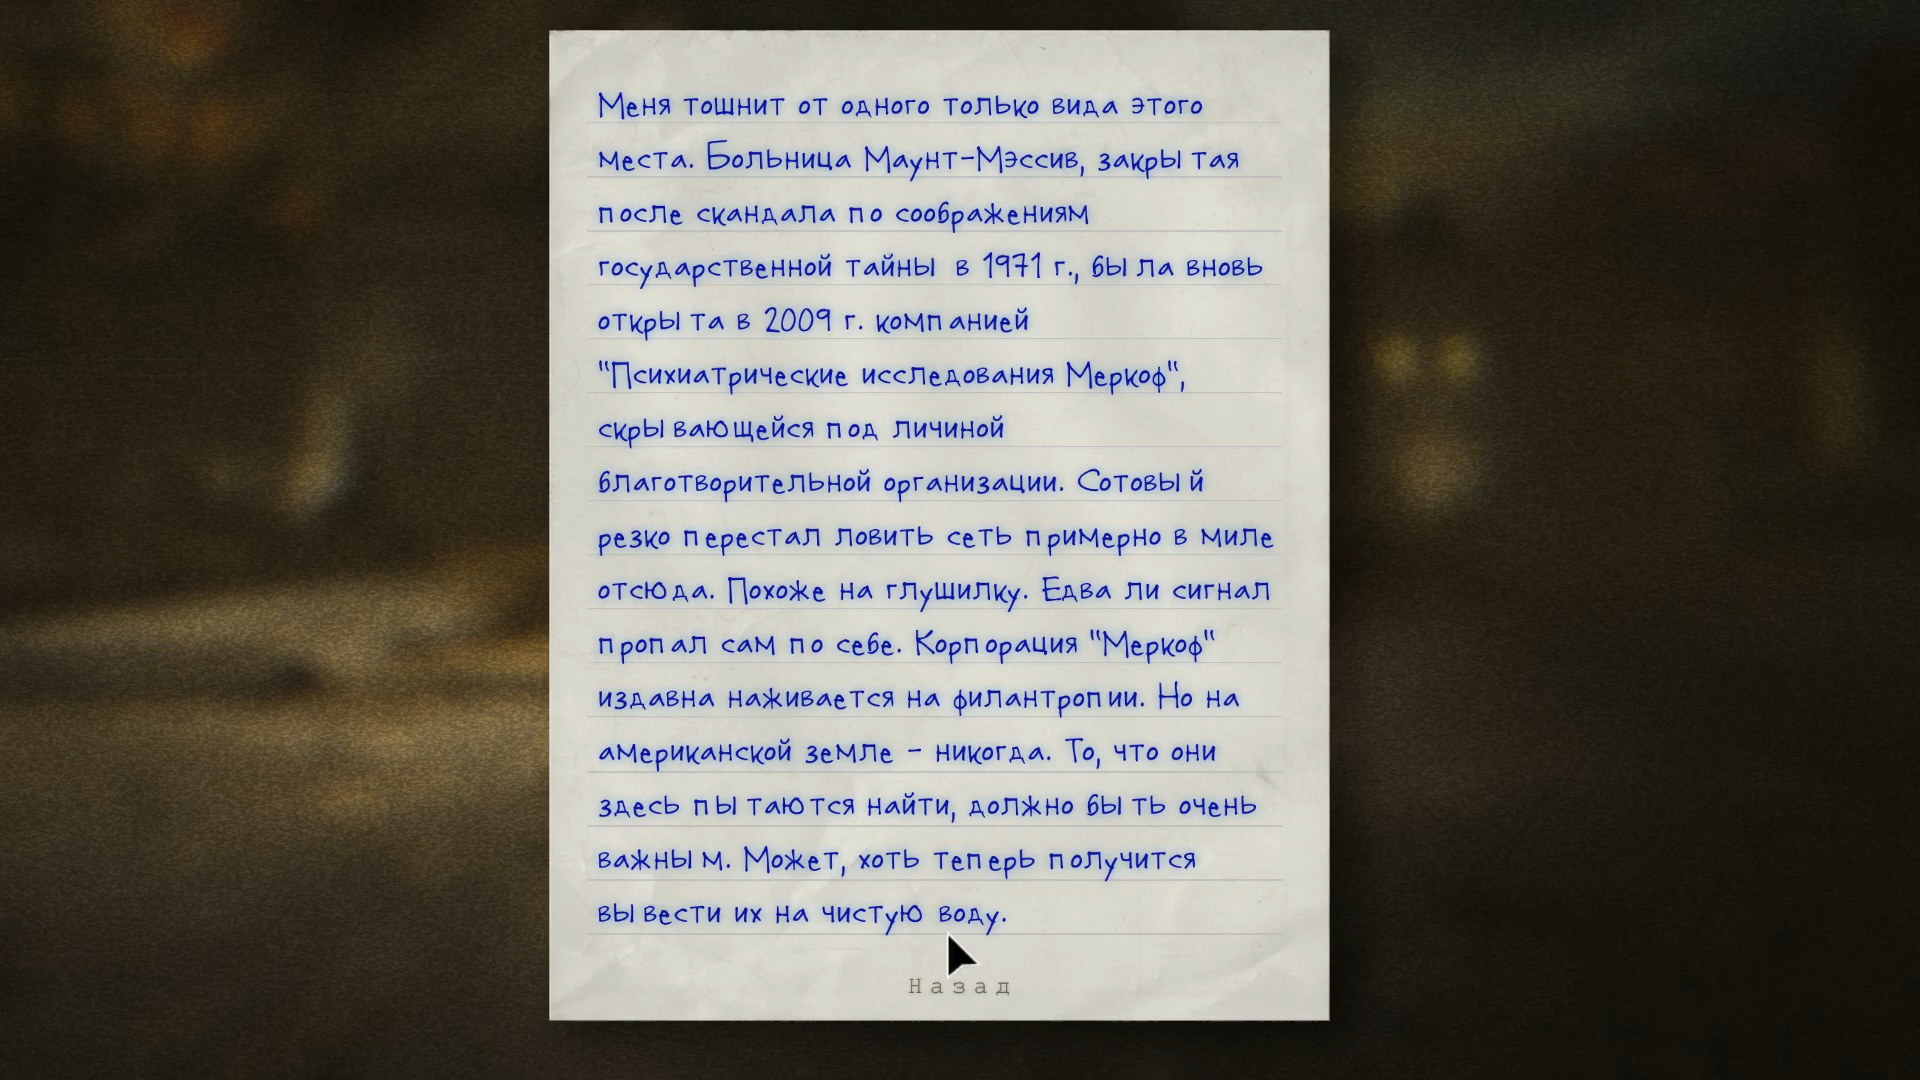 Меня тошнит от одного только вида этого
места. Больница Маунт-Мэссив, закрытая
после скандала по соображениям
государственной тайны в 1971 г., была вновь
открыта в 2009 г. компанией
"Психиатрические исследования Меркоф",
скрывающейся под личиной
благотворительной организации. Сотовый
резко перестал ловить сеть примерно в миле
отсюда. Похоже на глушилку. Едва ли сигнал
пропал сам по себе. Корпорация "Меркоф"
издавна наживается на филантропии. Но на
американской земле - никогда. То, что они
здесь пытаются найти, должно быть очень
важным. Может, хоть теперь получится
вывести их на чистую воду.
Назад